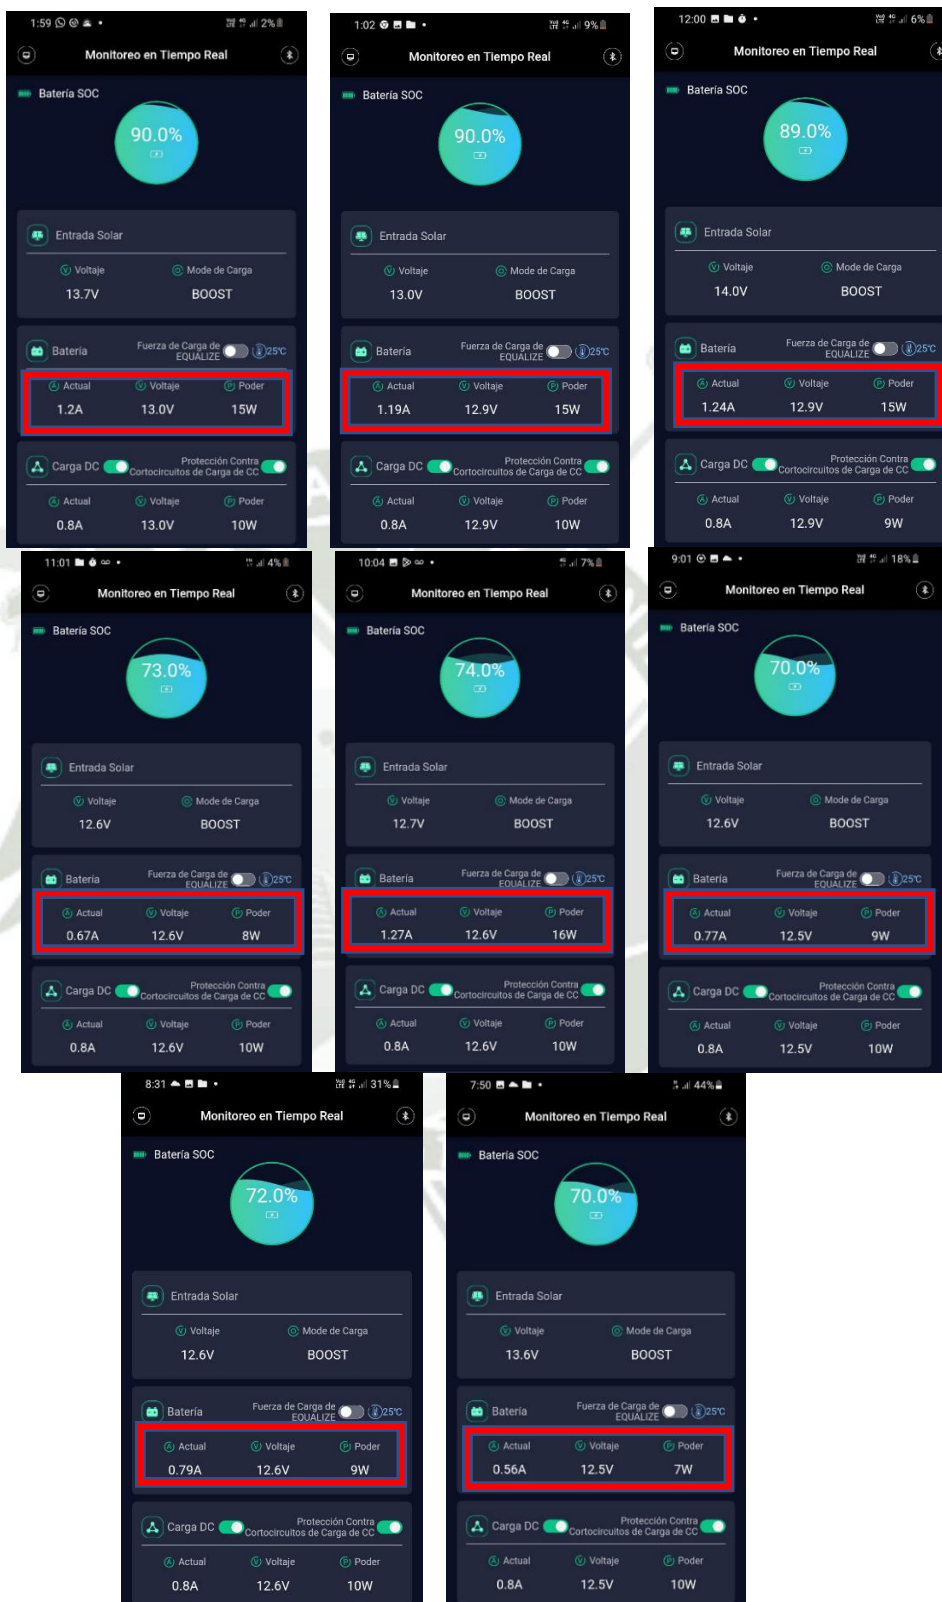 1:59 2%
Monitoreo en Tiempo Real
Batería SOC
90.0%
Entrada Solar
Voltaje Mode de Carga
13.7V BOOST
Batería Fuerza de Carga de EQUALIZE 25℃
Actual Voltaje Poder
1.2A 13.0V 15W
Carga DC Protección Contra
Cortocircuitos de Carga de CC
Actual Voltaje Poder
0.8A 13.0V 10W
1:02 9%
Monitoreo en Tiempo Real
Batería SOC
90.0%
Entrada Solar
Voltaje Mode de Carga
13.0V BOOST
Batería Fuerza de Carga de EQUALIZE 25℃
Actual Voltaje Poder
1.19A 12.9V 15W
Carga DC Protección Contra
Cortocircuitos de Carga de CC
Actual Voltaje Poder
0.8A 12.9V 10W
12:00 6%
Monitoreo en Tiempo Real
Batería SOC
89.0%
Entrada Solar
Voltaje Mode de Carga
14.0V BOOST
Batería Fuerza de Carga de EQUALIZE 25℃
Actual Voltaje Poder
1.24A 12.9V 15W
Carga DC Protección Contra
Cortocircuitos de Carga de CC
Actual Voltaje Poder
0.8A 12.9V 9W
11:01 4%
Monitoreo en Tiempo Real
Batería SOC
73.0%
Entrada Solar
Voltaje Mode de Carga
12.6V BOOST
Batería Fuerza de Carga de EQUALIZE 25℃
Actual Voltaje Poder
0.67A 12.6V 8W
Carga DC Protección Contra
Cortocircuitos de Carga de CC
Actual Voltaje Poder
0.8A 12.6V 10W
10:04 7%
Monitoreo en Tiempo Real
Batería SOC
74.0%
Entrada Solar
Voltaje Mode de Carga
12.7V BOOST
Batería Fuerza de Carga de EQUALIZE 25℃
Actual Voltaje Poder
1.27A 12.6V 16W
Carga DC Protección Contra
Cortocircuitos de Carga de CC
Actual Voltaje Poder
0.8A 12.6V 10W
9:01 18%
Monitoreo en Tiempo Real
Batería SOC
70.0%
Entrada Solar
Voltaje Mode de Carga
12.6V BOOST
Batería Fuerza de Carga de EQUALIZE 25℃
Actual Voltaje Poder
0.77A 12.5V 9W
Carga DC Protección Contra
Cortocircuitos de Carga de CC
Actual Voltaje Poder
0.8A 12.5V 10W
8:31 31%
Monitoreo en Tiempo Real
Batería SOC
72.0%
Entrada Solar
Voltaje Mode de Carga
12.6V BOOST
Batería Fuerza de Carga de EQUALIZE 25℃
Actual Voltaje Poder
0.79A 12.6V 9W
Carga DC Protección Contra
Cortocircuitos de Carga de CC
Actual Voltaje Poder
0.8A 12.6V 10W
7:50 44%
Monitoreo en Tiempo Real
Batería SOC
70.0%
Entrada Solar
Voltaje Mode de Carga
13.6V BOOST
Batería Fuerza de Carga de EQUALIZE 25℃
Actual Voltaje Poder
0.56A 12.5V 7W
Carga DC Protección Contra
Cortocircuitos de Carga de CC
Actual Voltaje Poder
0.8A 12.5V 10W